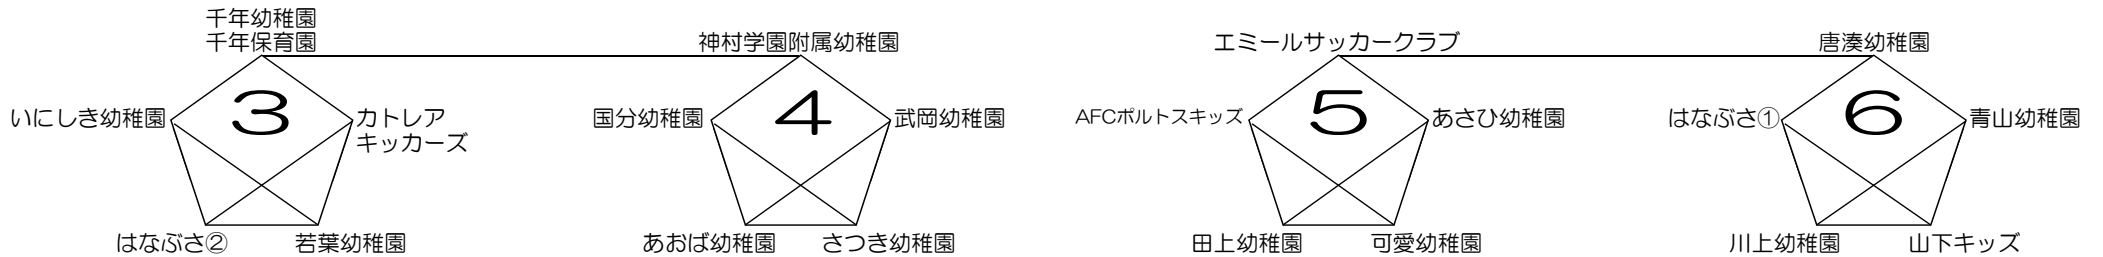 千年幼稚園
千年保育園
3
いにしき幼稚園
カトレア
キッカーズ
はなぶさ②
若葉幼稚園
神村学園附属幼稚園
4
国分幼稚園
武岡幼稚園
あおば幼稚園
さつき幼稚園
エミールサッカークラブ
5
AFCポルトスキッズ
あさひ幼稚園
田上幼稚園
可愛幼稚園
唐湊幼稚園
6
はなぶさ①
青山幼稚園
川上幼稚園
山下キッズ